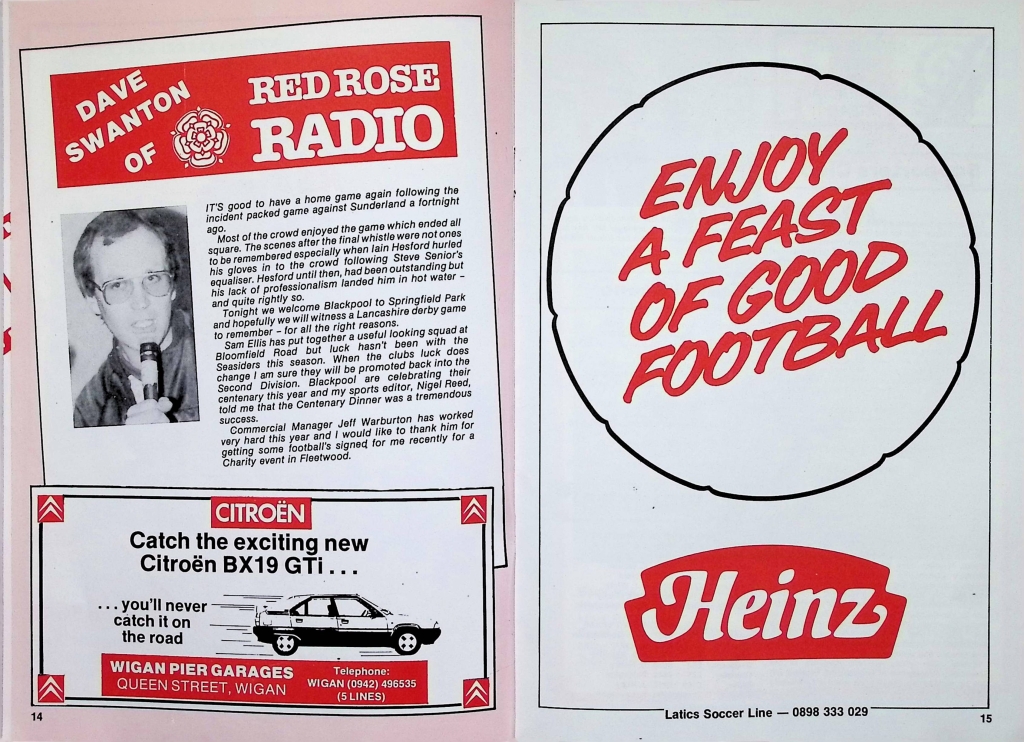 DAVE
SWANTON
OF
RED ROSE
RADIO
IT'S good to have a home game again following the
incident packed game against Sunderland a fortnight
ago.
Most of the crowd enjoyed the game which ended all
square. The scenes after the final whistle were not ones
to be remembered especially when Iain Hesford hurled
his gloves in to the crowd following Steve Senior's
equaliser. Hesford until then, had been outstanding but
his lack of professionalism landed him in hot water –
and quite rightly so.
Tonight we welcome Blackpool to Springfield Park
and hopefully we will witness a Lancashire derby game
to remember – for all the right reasons.
Sam Ellis has put together a useful looking squad at
Bloomfield Road but luck hasn't been with the
Seasiders this season. When the clubs luck does
change I am sure they will be promoted back into the
Second Division. Blackpool are celebrating their
centenary this year and my sports editor, Nigel Reed,
told me that the Centenary Dinner was a tremendous
success.
Commercial Manager Jeff Warburton has worked
very hard this year and I would like to thank him for
getting some football's signed for me recently for a
Charity event in Fleetwood.
CITROËN
Catch the exciting new
Citroën BX19 GTi . . .
. . . you'll never
catch it on
the road
WIGAN PIER GARAGES
QUEEN STREET, WIGAN
Telephone:
WIGAN (0942) 496535
(5 LINES)
14
ENJOY
A FEAST
OF GOOD
FOOTBALL
Heinz
Latics Soccer Line — 0898 333 029
15